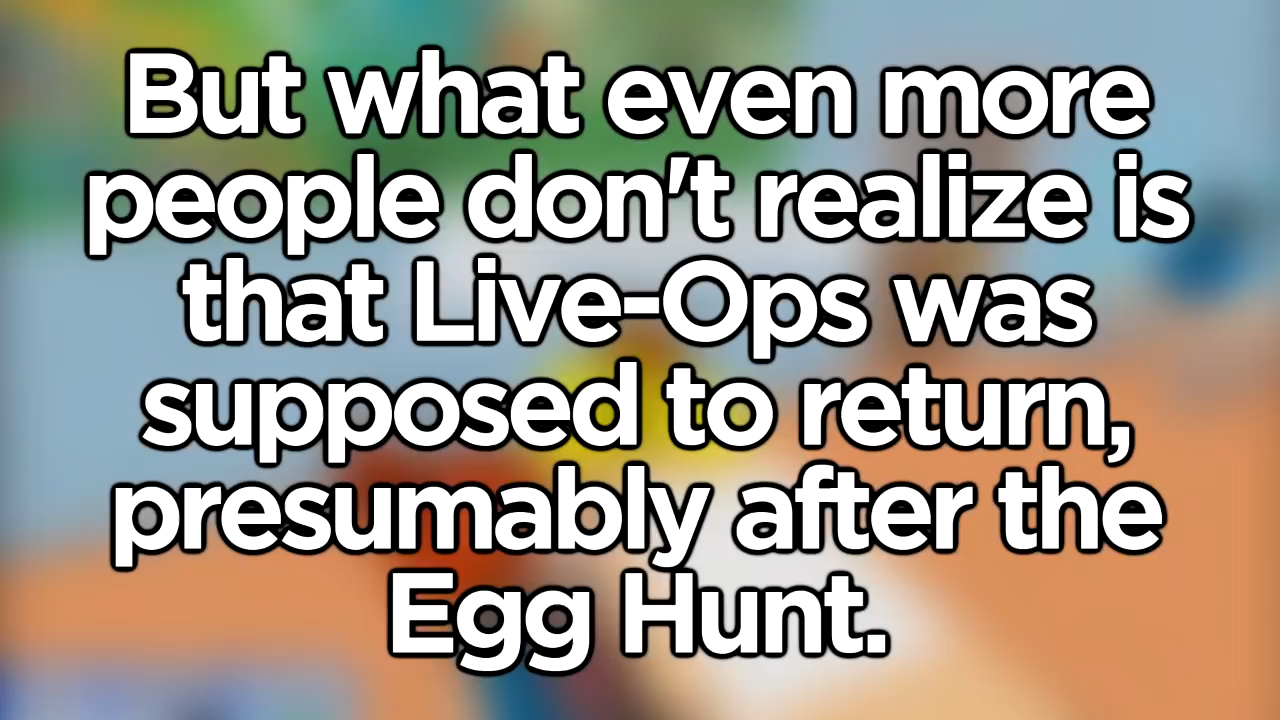 But what even more
people don't realize is
that Live-Ops was
supposed to return,
presumably after the
Egg Hunt.